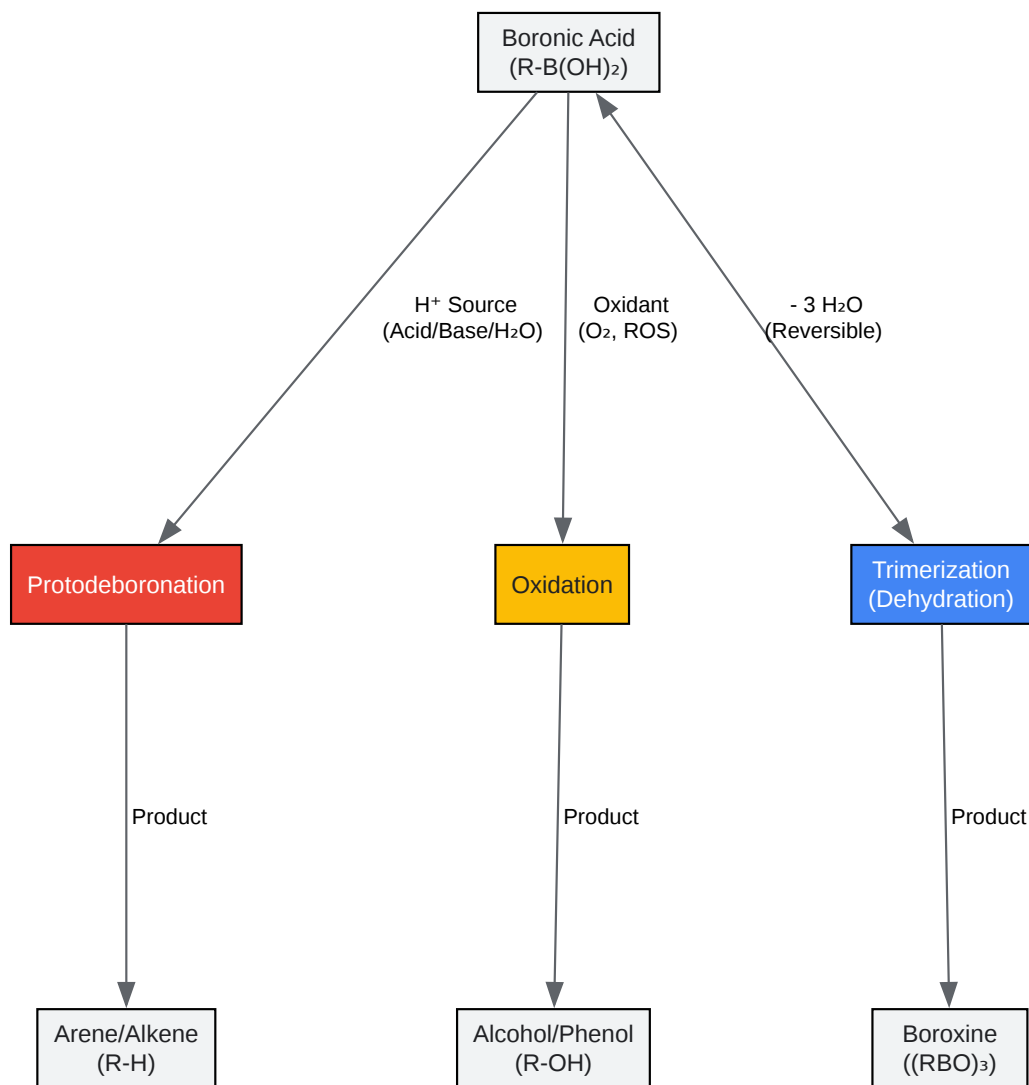 Boronic Acid
(R-B(OH)₂)
H⁺ Source
(Acid/Base/H₂O)
Oxidant
(O₂, ROS)
- 3 H₂O
(Reversible)
Protodeboronation
Oxidation
Trimerization
(Dehydration)
Product
Product
Product
Arene/Alkene
(R-H)
Alcohol/Phenol
(R-OH)
Boroxine
((RBO)₃)